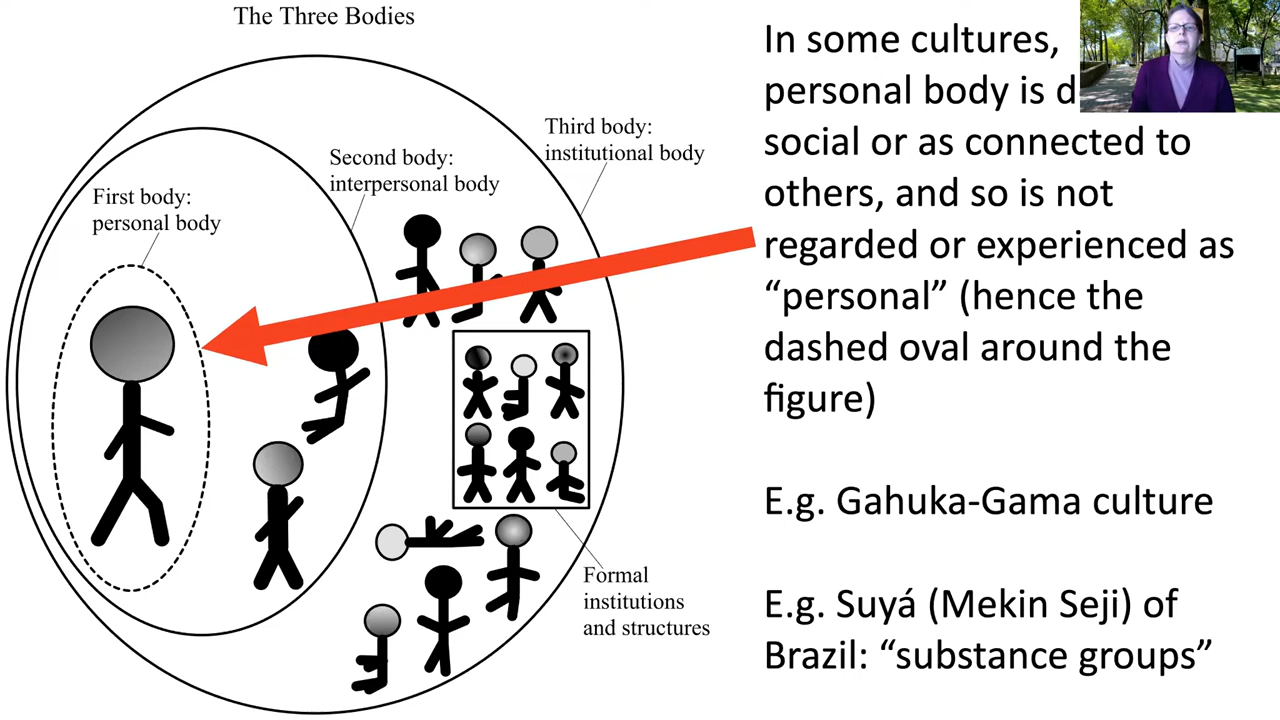 The Three Bodies
First body:
personal body
Second body:
interpersonal body
Third body:
institutional body
Formal
institutions
and structures
In some cultures,
personal body is
social or as connected to
others, and so is not
regarded or experienced as
“personal” (hence the
dashed oval around the
figure)
E.g. Gahuka-Gama culture
E.g. Suyá (Mekin Seji) of
Brazil: “substance groups”